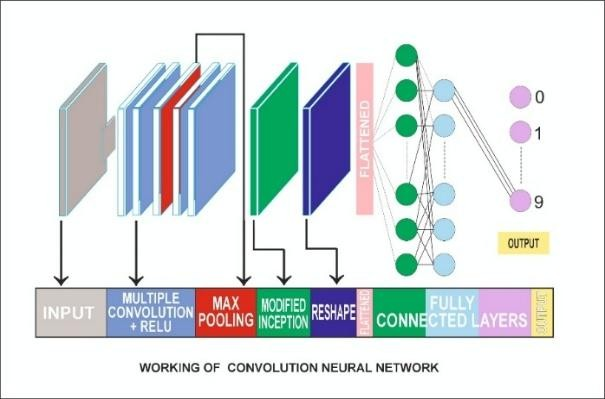 FLATTENED
0
1
9
OUTPUT
INPUT
MULTIPLE
CONVOLUTION
+ RELU
MAX
POOLING
MODIFIED
INCEPTION
RESHAPE
FLATTENED
FULLY
CONNECTED LAYERS
OUTPUT
WORKING OF CONVOLUTION NEURAL NETWORK